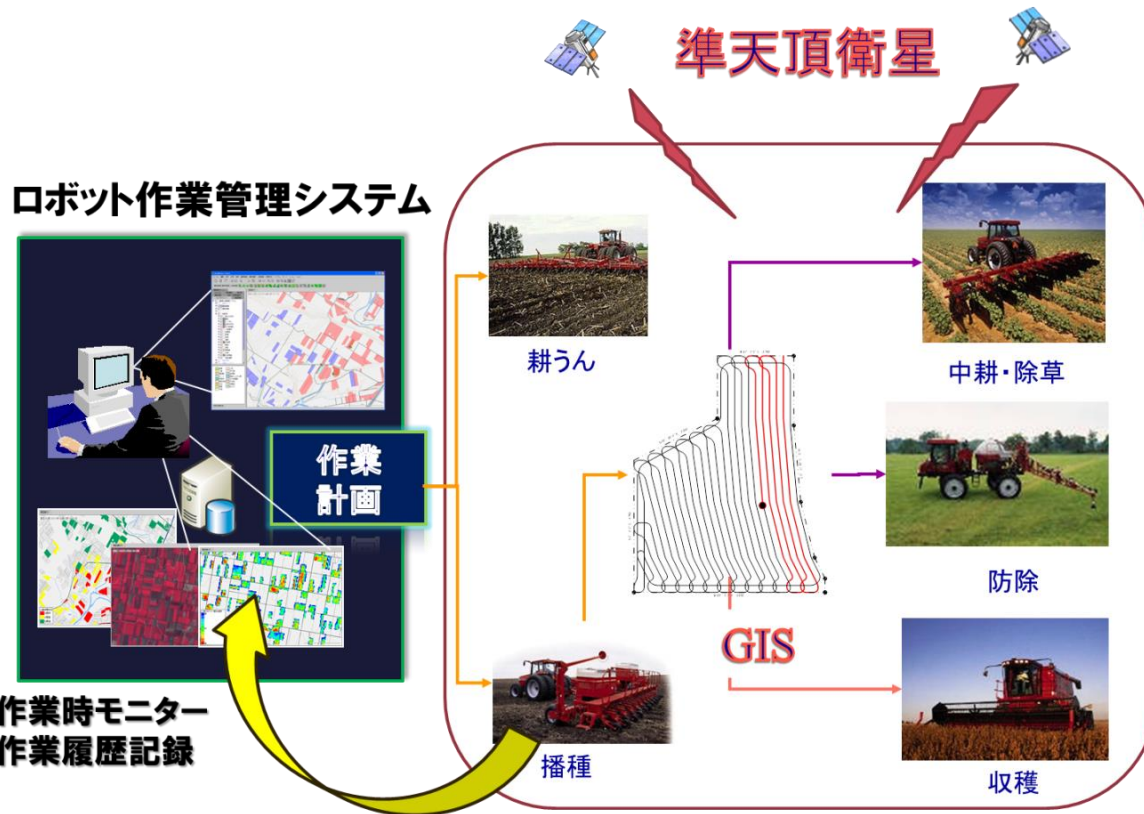 準天頂衛星
ロボット作業管理システム
作業
計画
耕うん
中耕・除草
防除
GIS
播種
収穫
作業時モニター
作業履歴記録